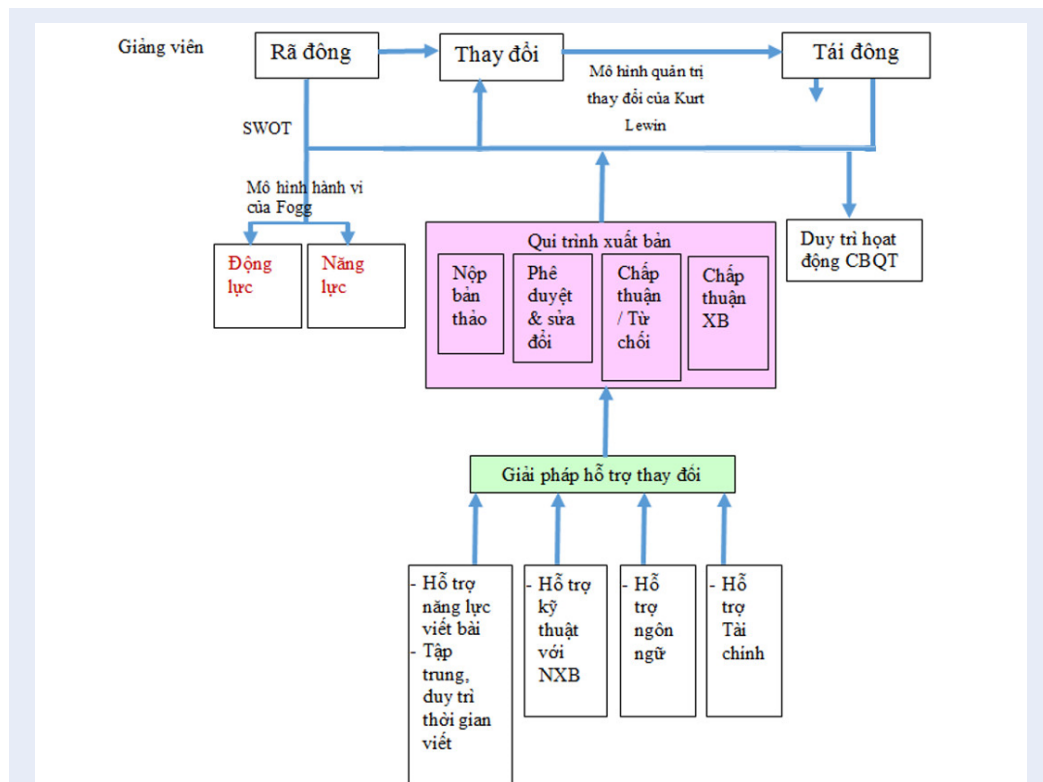 Giảng viên
Rã đông
Thay đổi
Tái đông
Mô hình quản trị
thay đổi của Kurt
Lewin
SWOT
Mô hình hành vi
của Fogg
Động
lực
Năng
lực
Qui trình xuất bản
Nộp
bản
thảo
Phê
duyệt
& sửa
đổi
Chấp
thuận
/ Từ
chối
Chấp
thuận
XB
Duy trì họat
động CBQT
Giải pháp hỗ trợ thay đổi
- Hỗ trợ
năng lực
viết bài
- Tập
trung,
duy trì
thời gian
viết
- Hỗ trợ
kỹ
thuật
với
NXB
- Hỗ
trợ
ngôn
ngữ
- Hỗ
trợ
Tài
chính